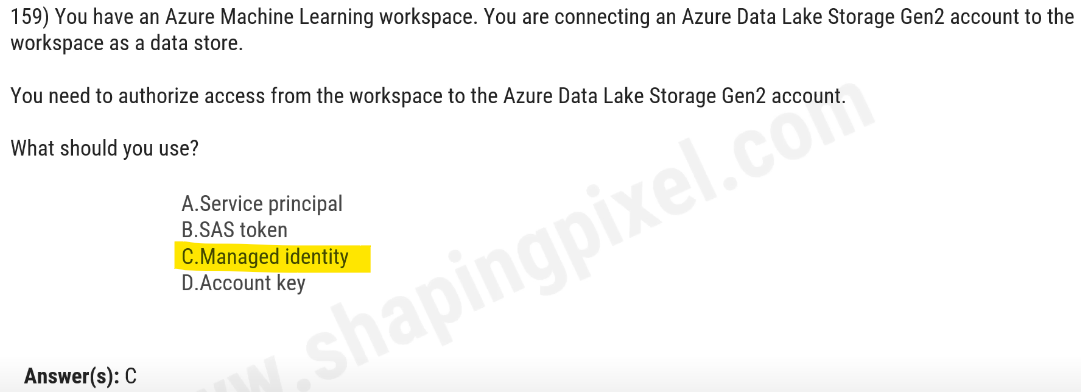 159) You have an Azure Machine Learning workspace. You are connecting an Azure Data Lake Storage Gen2 account to the
workspace as a data store.
You need to authorize access from the workspace to the Azure Data Lake Storage Gen2 account.
What should you use?
A.Service principal
B.SAS token
C.Managed identity
D.Account key
Answer(s): C
w.shapingpixel.com